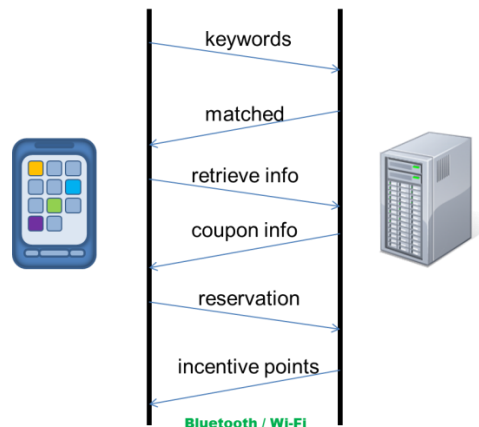 keywords
matched
retrieve info
coupon info
reservation
incentive points
Bluetooth / Wi-Fi